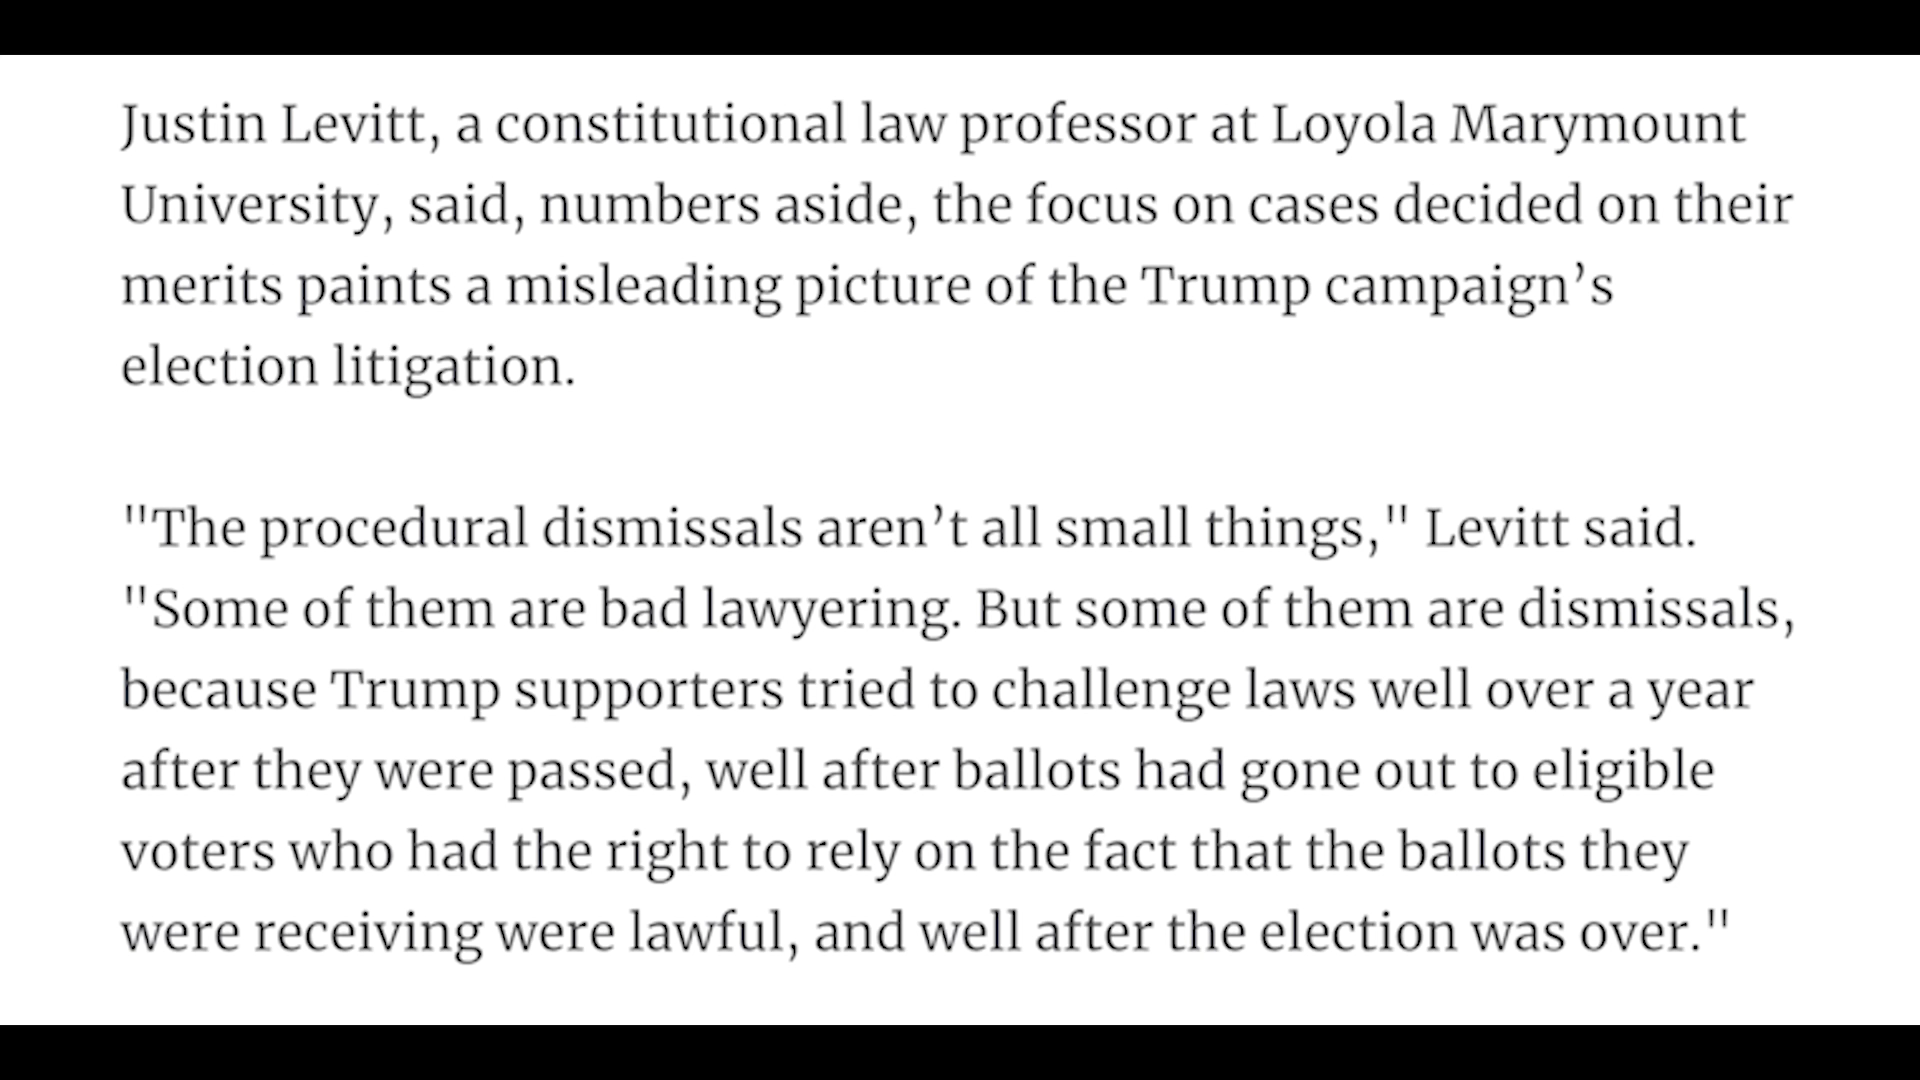 Justin Levitt, a constitutional law professor at Loyola Marymount
University, said, numbers aside, the focus on cases decided on their
merits paints a misleading picture of the Trump campaign’s
election litigation.
"The procedural dismissals aren’t all small things," Levitt said.
"Some of them are bad lawyering. But some of them are dismissals,
because Trump supporters tried to challenge laws well over a year
after they were passed, well after ballots had gone out to eligible
voters who had the right to rely on the fact that the ballots they
were receiving were lawful, and well after the election was over."